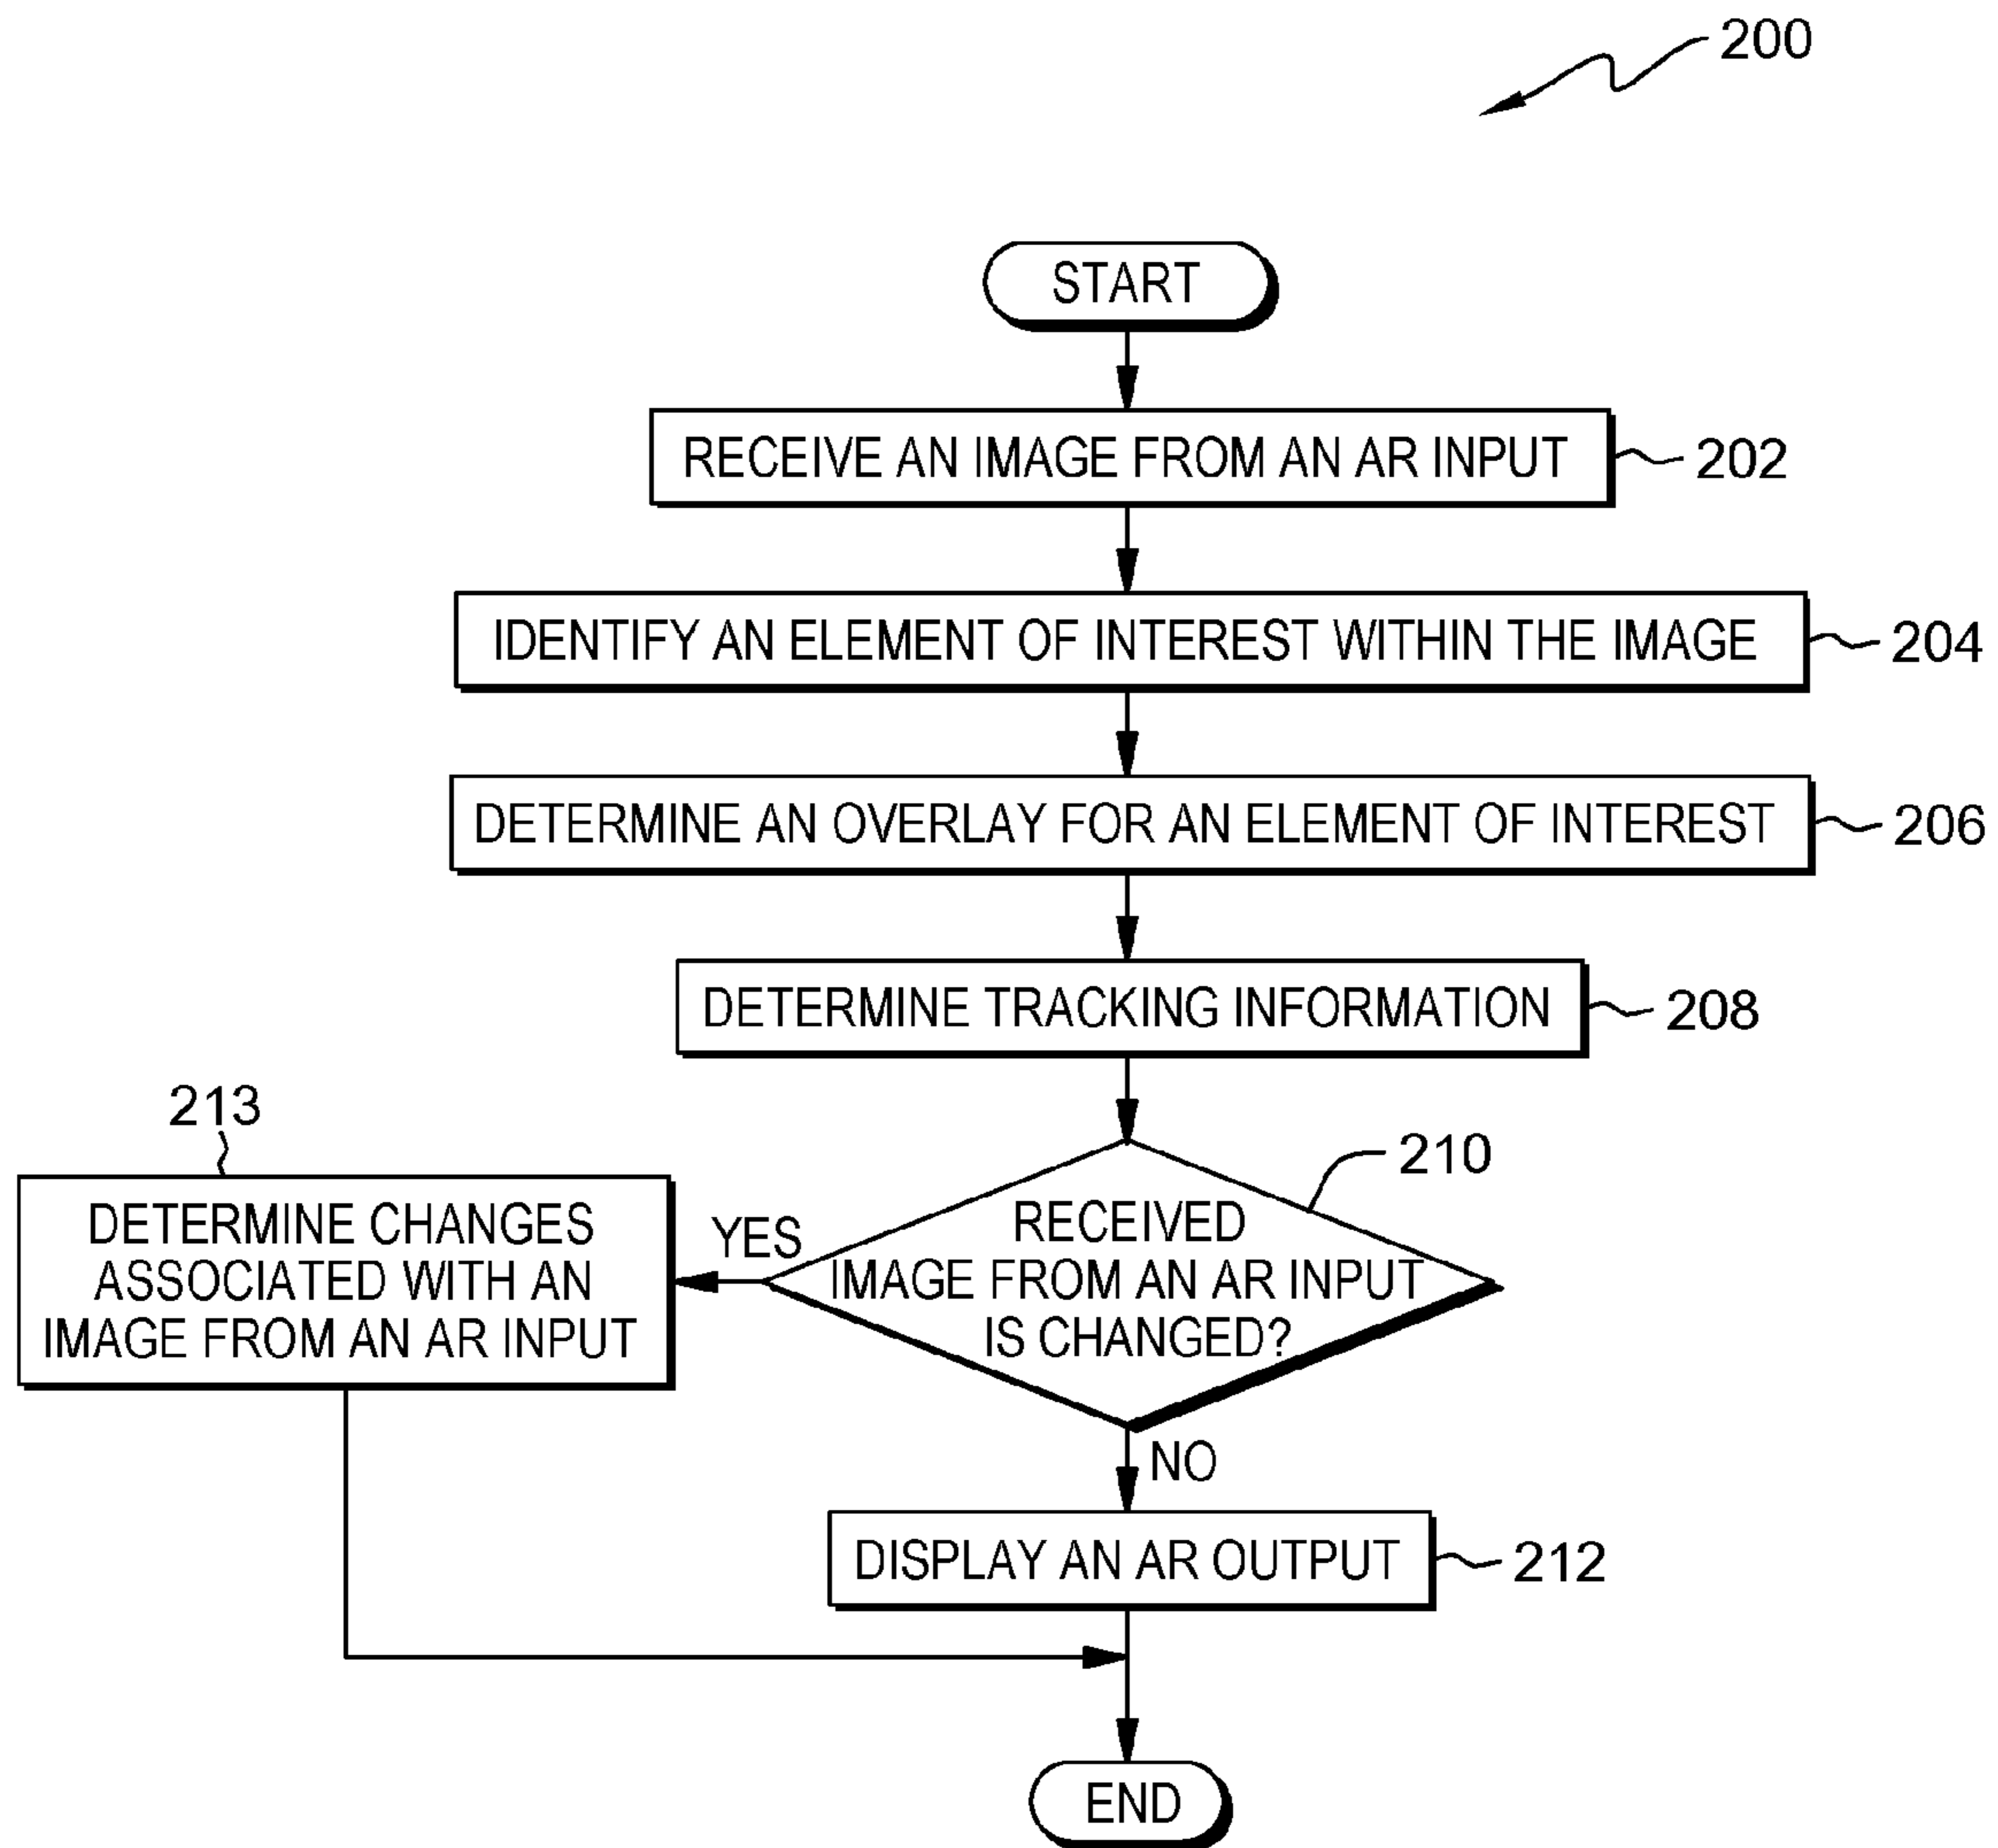 200
START
RECEIVE AN IMAGE FROM AN AR INPUT
202
IDENTIFY AN ELEMENT OF INTEREST WITHIN THE IMAGE
204
DETERMINE AN OVERLAY FOR AN ELEMENT OF INTEREST
206
DETERMINE TRACKING INFORMATION
208
213
DETERMINE CHANGES
ASSOCIATED WITH AN
IMAGE FROM AN AR INPUT
YES
210
RECEIVED
IMAGE FROM AN AR INPUT
IS CHANGED?
NO
DISPLAY AN AR OUTPUT
212
END